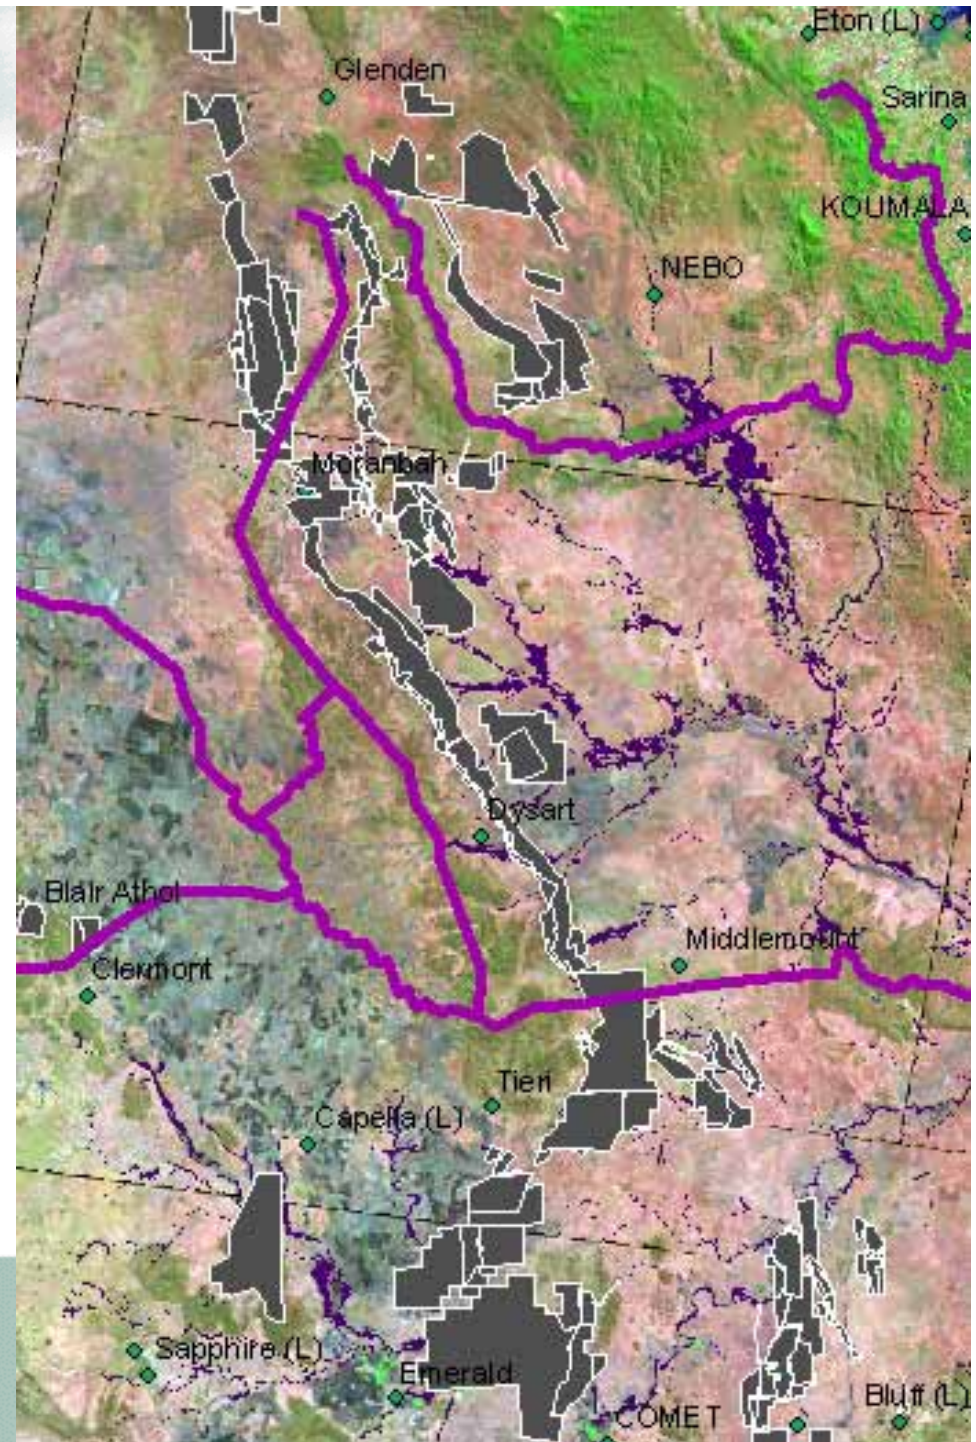 Eton (L)
Glenden
Sarina
KOUMALA
NEBO
Moranbah
Dysart
Blair Athol
Middlemount
Clermont
Tieri
Capella (L)
Sapphire (L)
Emerald
Bluff (L)
COMET